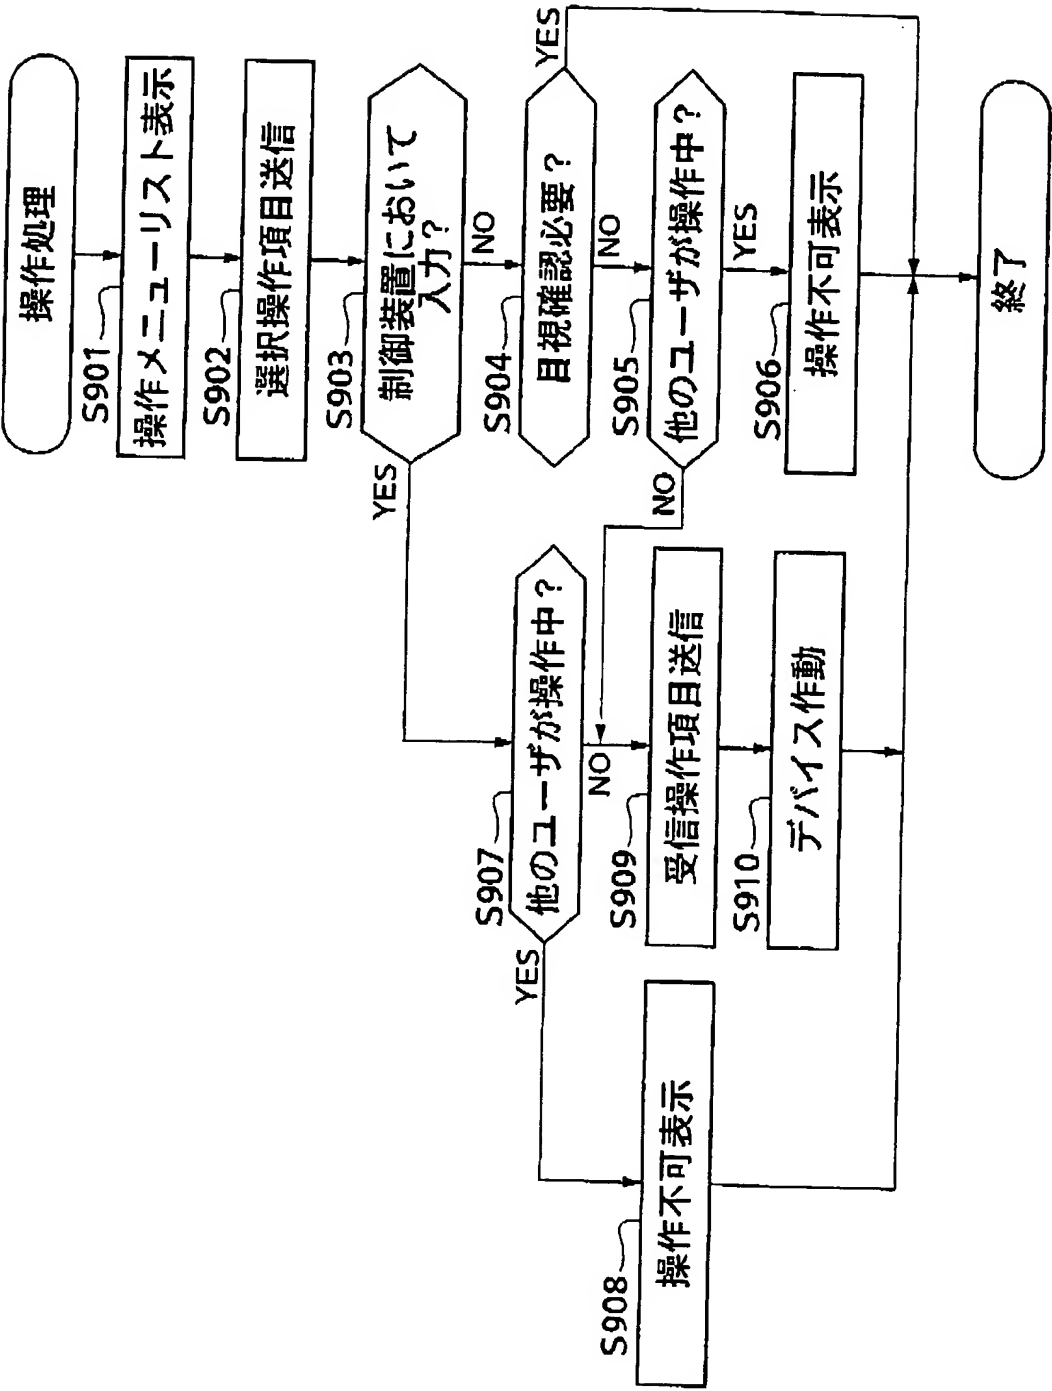 操作処理
S901
操作メニューリスト表示
S902
選択操作項目送信
S903
制御装置において
入力?
YES
NO
S904
目視確認必要?
YES
NO
S905
他のユーザが操作中?
NO
YES
S906
操作不可表示
S907
他のユーザが操作中?
YES
NO
S908
操作不可表示
S909
受信操作項目送信
S910
デバイス作動
終了